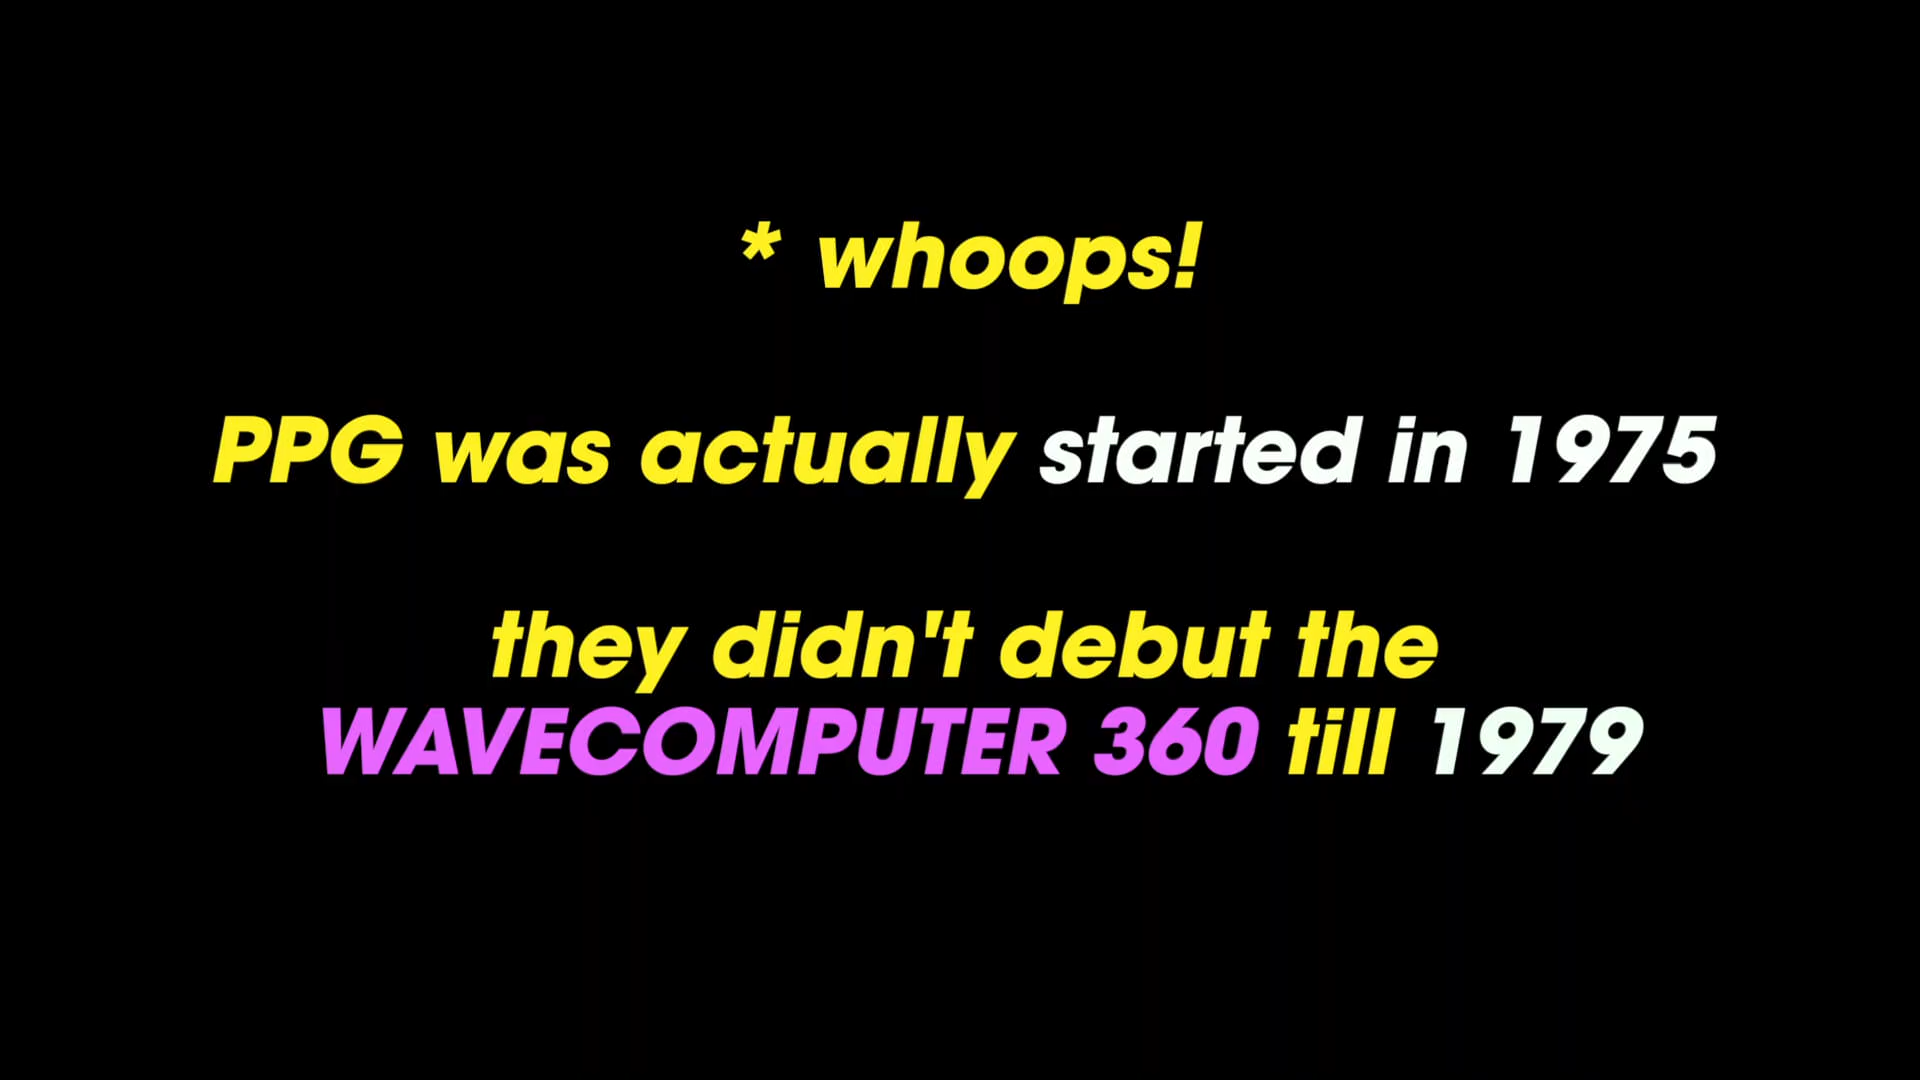 * whoops!
PPG was actually started in 1975
they didn't debut the
WAVECOMPUTER 360 till 1979